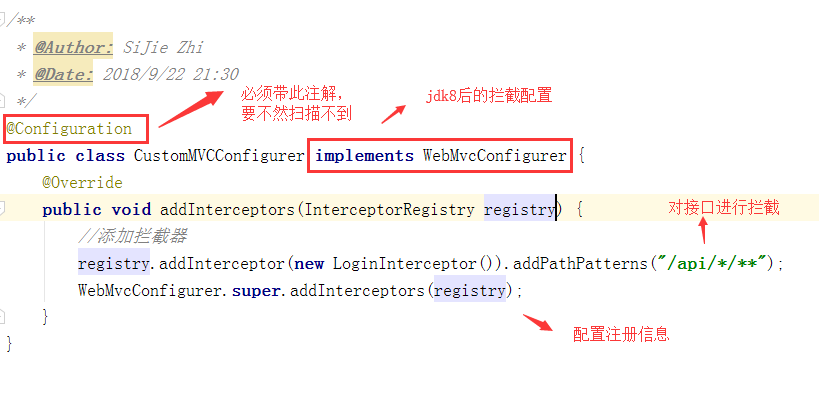 /**
* @Author: SiJie Zhi
* @Date: 2018/9/22 21:30
*/
必须带此注解，
要不然扫描不到
jdk8后的拦截配置
@Configuration
public class CustomMVCConfigurer implements WebMvcConfigurer {
@Override
public void addInterceptors(InterceptorRegistry registry) {
对接口进行拦截
//添加拦截器
registry.addInterceptor(new LoginInterceptor()).addPathPatterns("/api/*/**");
WebMvcConfigurer.super.addInterceptors(registry);
}
配置注册信息
}